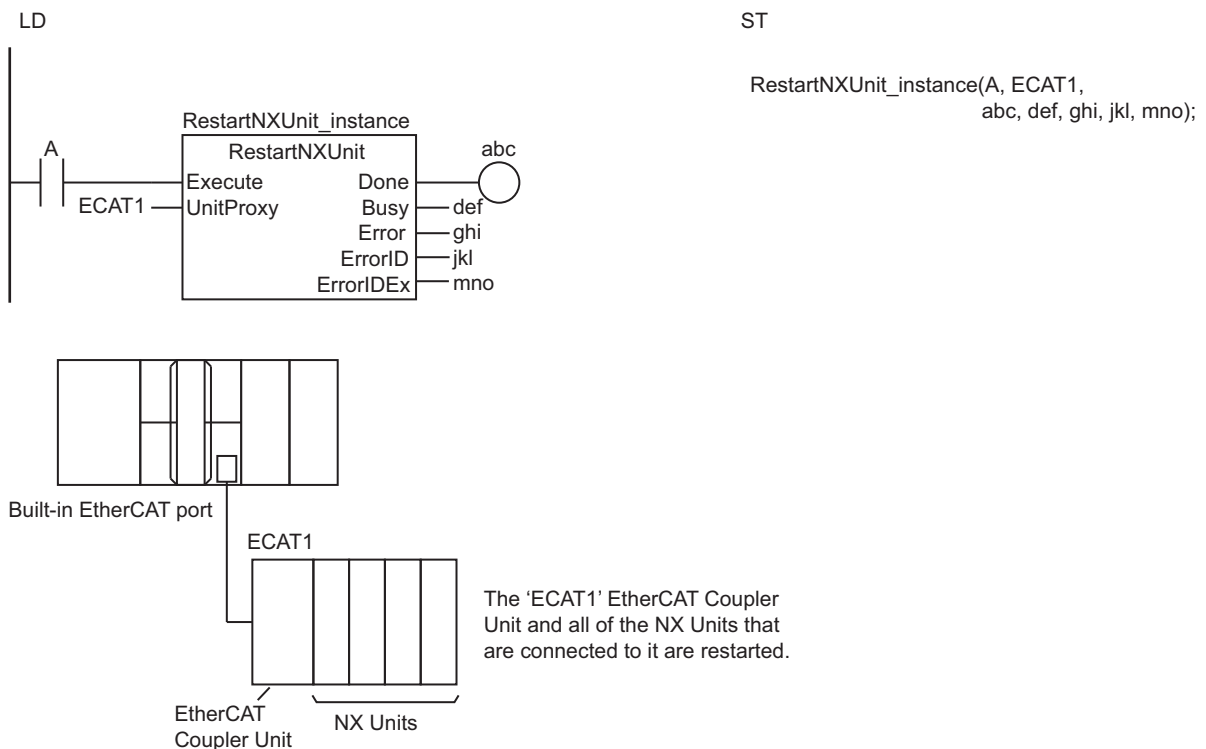 LD
ST
RestartNXUnit_instance(A, ECAT1,
abc, def, ghi, jkl, mno);
RestartNXUnit_instance
A
RestartNXUnit
abc
Execute
Done
ECAT1
UnitProxy
Busy
def
Error
ghi
ErrorID
jkl
ErrorIDEx
mno
Built-in EtherCAT port
ECAT1
The ‘ECAT1’ EtherCAT Coupler
Unit and all of the NX Units that
are connected to it are restarted.
EtherCAT
Coupler Unit
NX Units